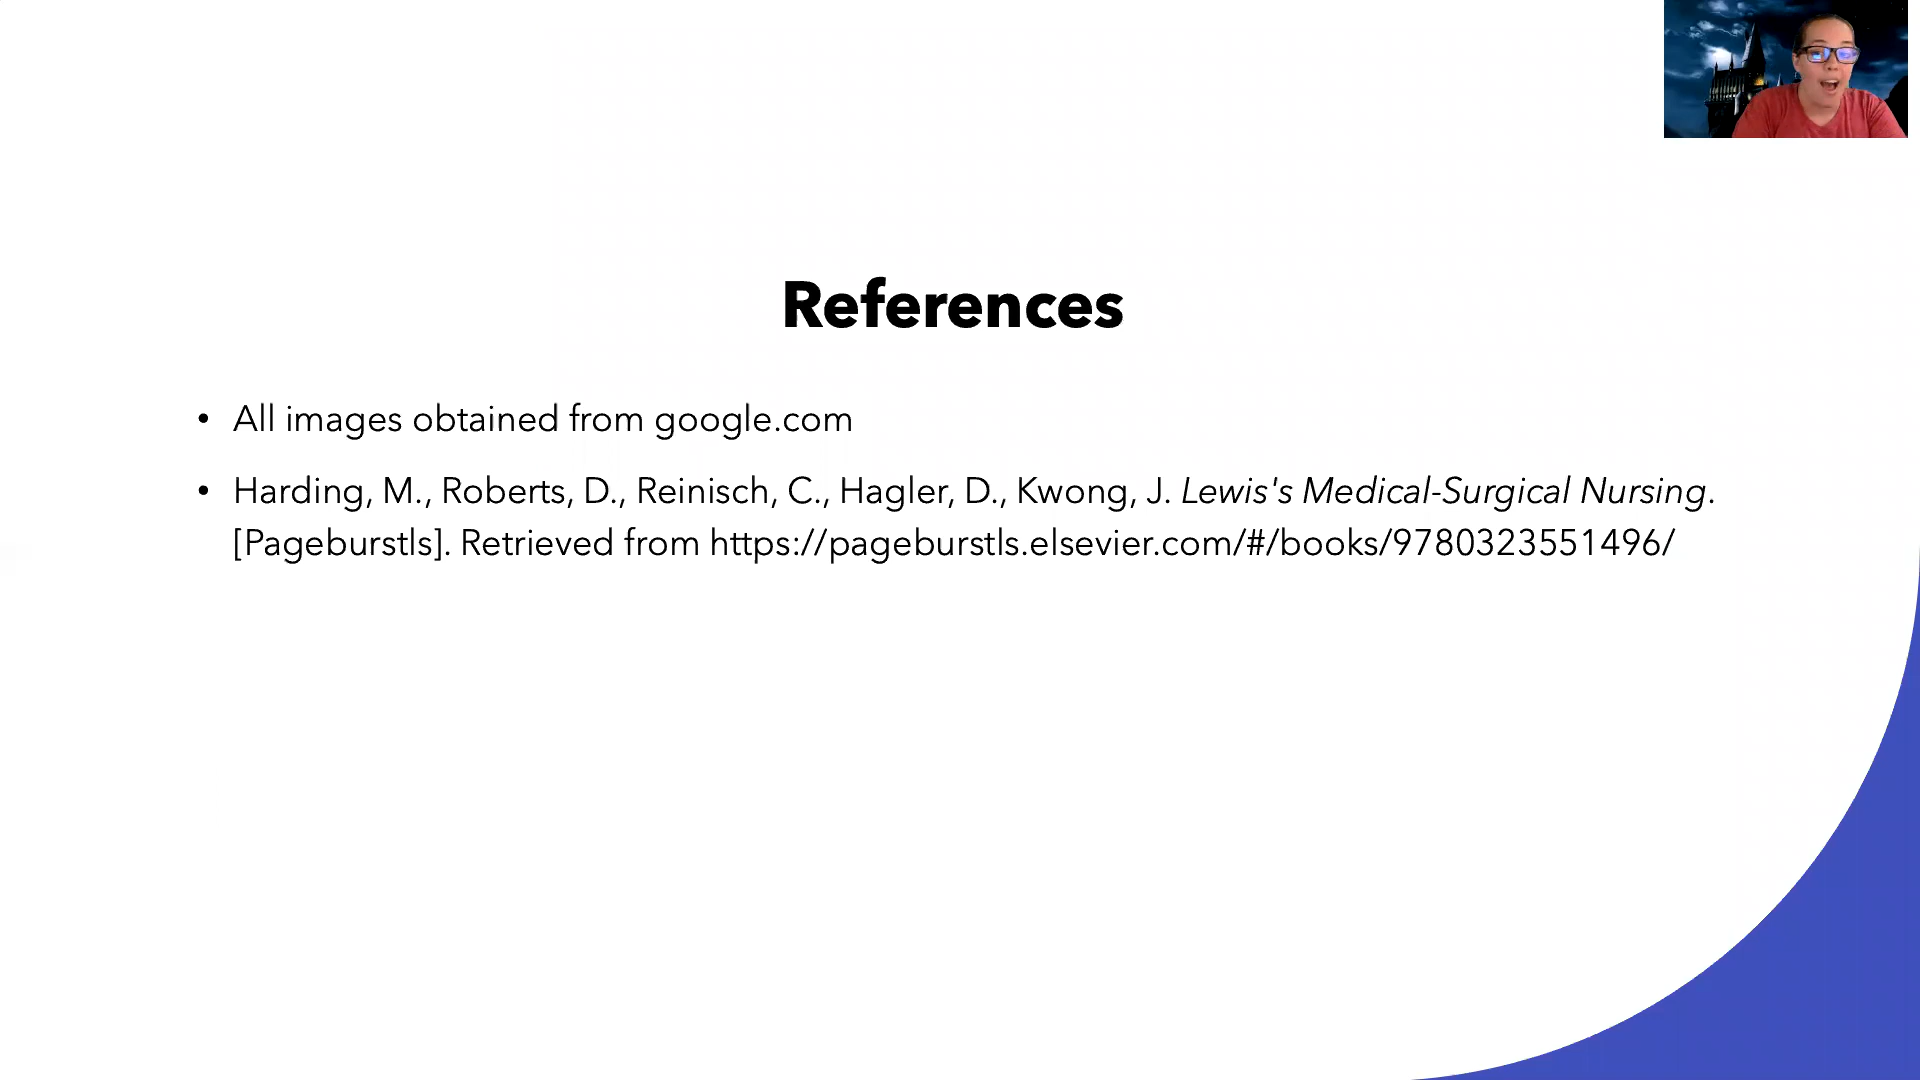 References
• All images obtained from google.com
• Harding, M., Roberts, D., Reinisch, C., Hagler, D., Kwong, J. Lewis's Medical-Surgical Nursing.
[Pageburstls]. Retrieved from https://pageburstls.elsevier.com/#/books/9780323551496/